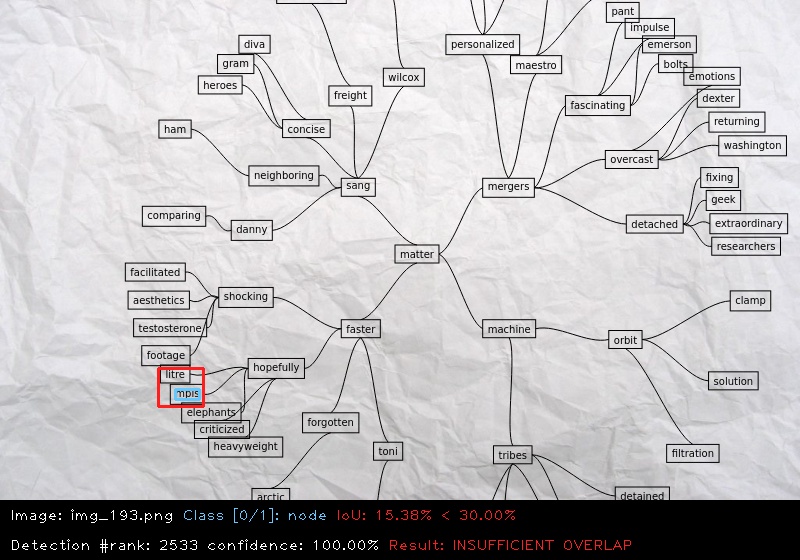 pant
impulse
diva
personalized
emerson
gram
maestro
bolts
wilcox
emotions
heroes
freight
dexter
fascinating
returning
ham
concise
washington
overcast
neighboring
fixing
sang
mergers
geek
comparing
danny
detached
extraordinary
researchers
matter
facilitated
shocking
aesthetics
clamp
testosterone
faster
machine
orbit
footage
litre
hopefully
solution
mpis
elephants
forgotten
criticized
heavyweight
toni
tribes
filtration
arctic
detained
Image: img_193.png Class [0/1]: node IoU: 15.38% < 30.00%
Detection #rank: 2533 confidence: 100.00% Result: INSUFFICIENT OVERLAP